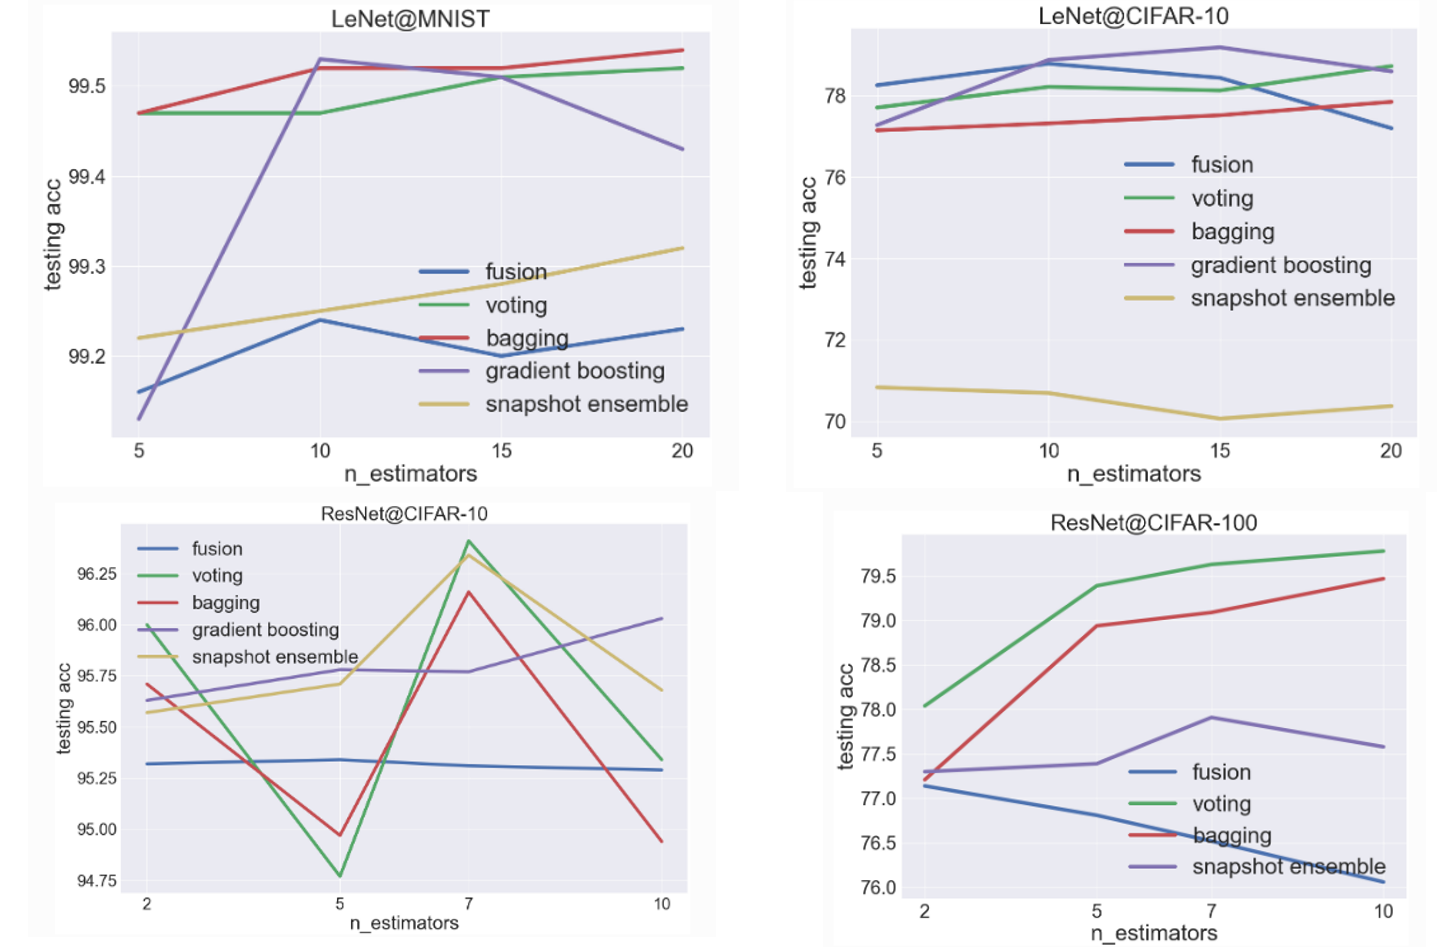 LeNet@MNIST
99.5
99.4
99.3
99.2
testing acc
fusion
voting
bagging
gradient boosting
snapshot ensemble
5 10 15 20
n_estimators
LeNet@CIFAR-10
78
76
74
72
70
testing acc
fusion
voting
bagging
gradient boosting
snapshot ensemble
5 10 15 20
n_estimators
ResNet@CIFAR-10
96.25
96.00
95.75
95.50
95.25
95.00
94.75
testing acc
fusion
voting
bagging
gradient boosting
snapshot ensemble
2 5 7 10
n_estimators
ResNet@CIFAR-100
79.5
79.0
78.5
78.0
77.5
77.0
76.5
76.0
testing acc
fusion
voting
bagging
snapshot ensemble
2 5 7 10
n_estimators